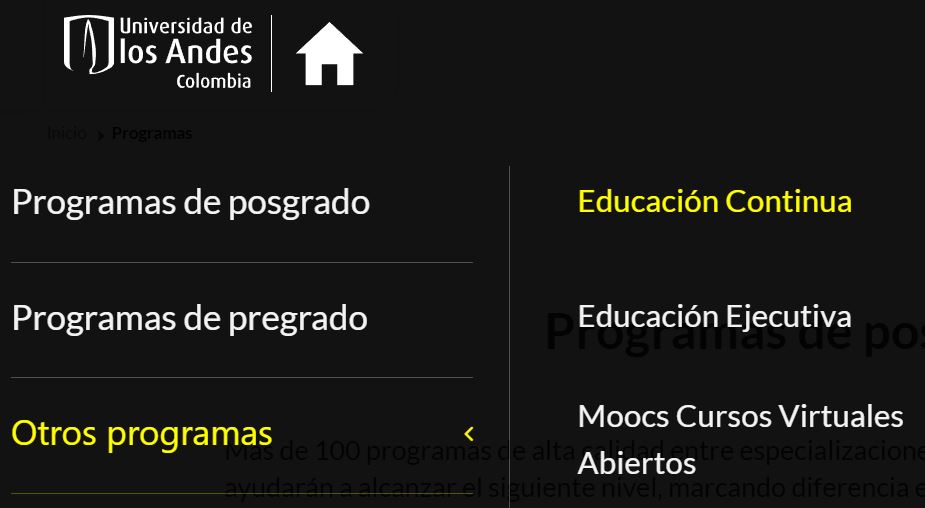 Universidad de
los Andes
Colombia
Inicio
Programas
Programas de posgrado
Programas de pregrado
Otros programas
Educación Continua
Educación Ejecutiva
Moocs Cursos Virtuales
Abiertos
Programas de pos
Más de 100 programas de alta calidad entre especializacione
ayudarán a alcanzar el siguiente nivel, marcando diferencia e